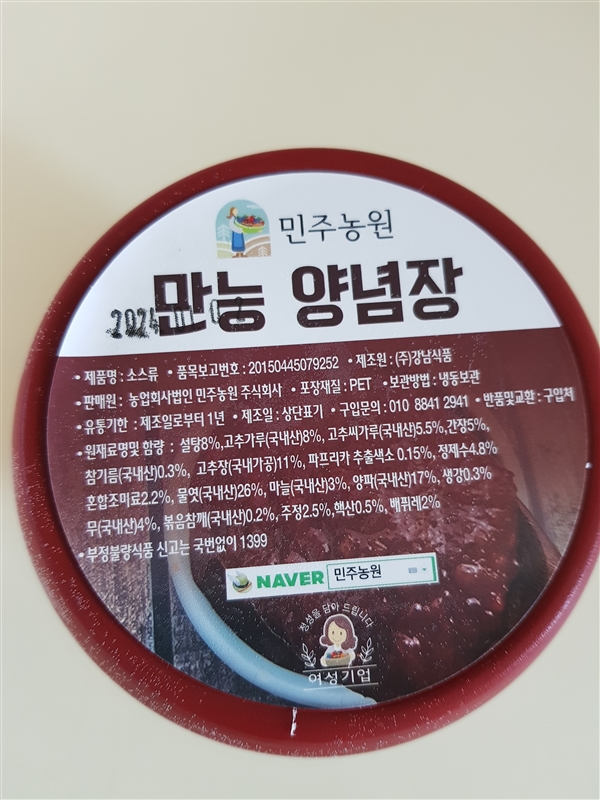 민주농원
만능 양념장
2024
• 제품명 : 소스류 • 품목보고번호 : 20150445079252 • 제조원 : (주)강남식품
• 판매원 : 농업회사법인 민주농원 주식회사 • 포장재질 : PET • 보관방법 : 냉동보관
• 유통기한 : 제조일로부터 1년 • 제조일 : 상단표기 • 구입문의 : 010 8841 2941 • 반품및교환 : 구입처
• 원재료명및 함량 : 설탕8%,고추가루(국내산)8%, 고추씨가루(국내산)5.5%,간장5%,
참기름(국내산)0.3%, 고추장(국내가공)11%, 파프리카 추출색소 0.15%, 정제수4.8%
혼합조미료2.2%, 물엿(국내산)26%, 마늘(국내산)3%, 양파(국내산)17%, 생강0.3%
무(국내산)4%, 볶음참깨(국내산)0.2%, 주정2.5%,핵산0.5%, 배퓌레2%
• 부정불량식품 신고는 국번없이 1399
NAVER 민주농원
정성을 담아 드립니다
여성기업